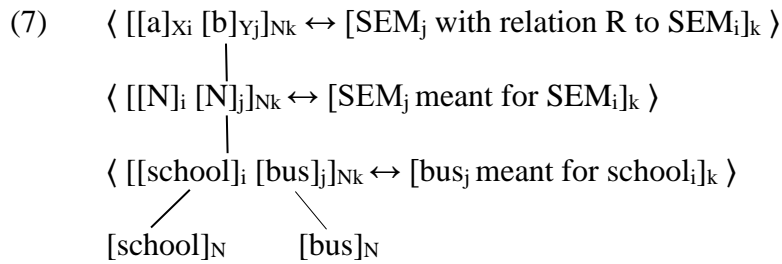 (7) ⟨ [[a]Xi [b]Yj]Nk ↔ [SEMj with relation R to SEMi]k ⟩
⟨ [[N]i [N]j]Nk ↔ [SEMj meant for SEMi]k ⟩
⟨ [[school]i [bus]j]Nk ↔ [busj meant for schooli]k ⟩
[school]N [bus]N